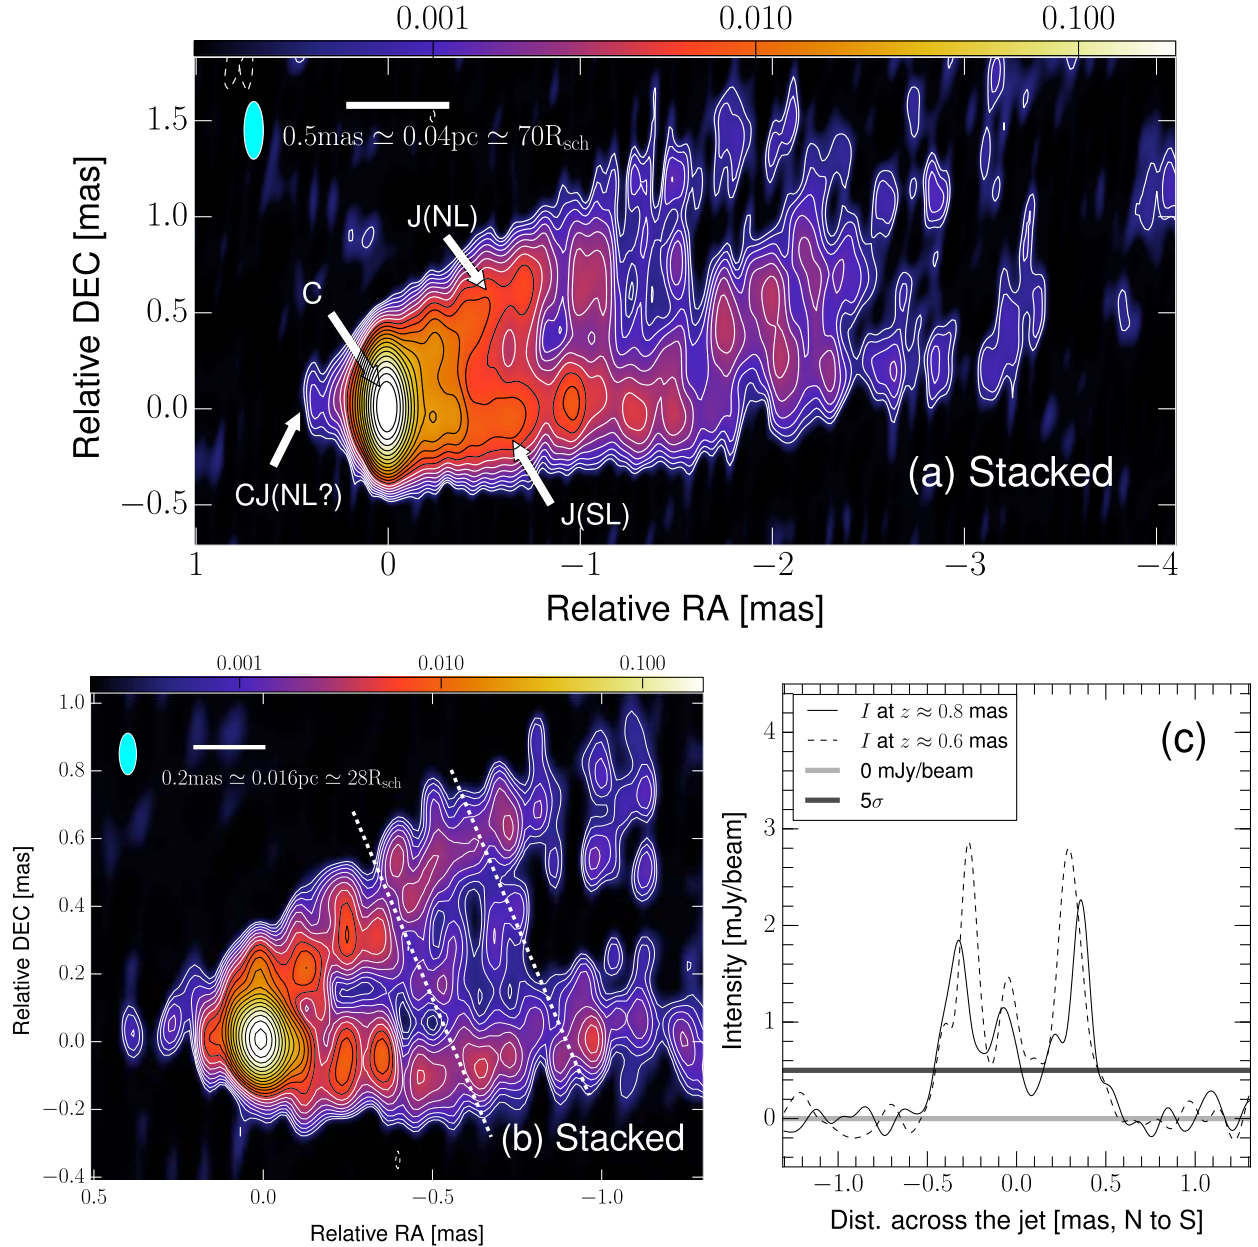 0.001 0.010 0.100
0.5mas ≃ 0.04pc ≃ 70R_sch
J(NL)
C
CJ(NL?)
J(SL)
(a) Stacked
1.5
1.0
0.5
0.0
−0.5
Relative DEC [mas]
1 0 −1 −2 −3 −4
Relative RA [mas]
0.001 0.010 0.100
0.2mas ≃ 0.016pc ≃ 28R_sch
(b) Stacked
1.0
0.8
0.6
0.4
0.2
0.0
−0.2
−0.4
Relative DEC [mas]
0.5 0.0 −0.5 −1.0
Relative RA [mas]
I at z ≈ 0.8 mas
I at z ≈ 0.6 mas
0 mJy/beam
5σ
(c)
4
3
2
1
0
Intensity [mJy/beam]
−1.0 −0.5 0.0 0.5 1.0
Dist. across the jet [mas, N to S]